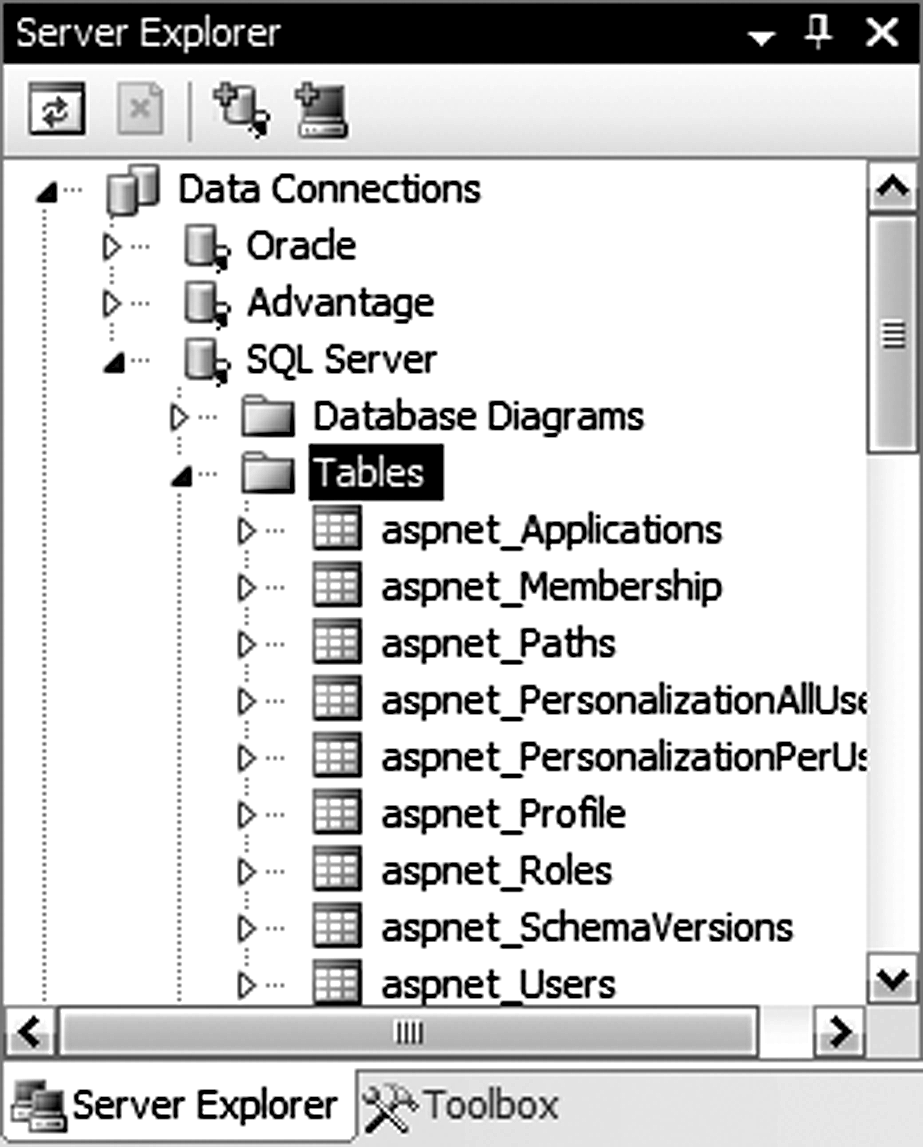 Server Explorer
Data Connections
Oracle
Advantage
SQL Server
Database Diagrams
Tables
aspnet_Applications
aspnet_Membership
aspnet_Paths
aspnet_PersonalizationAllUse
aspnet_PersonalizationPerUs
aspnet_Profile
aspnet_Roles
aspnet_SchemaVersions
aspnet_Users
Server Explorer Toolbox